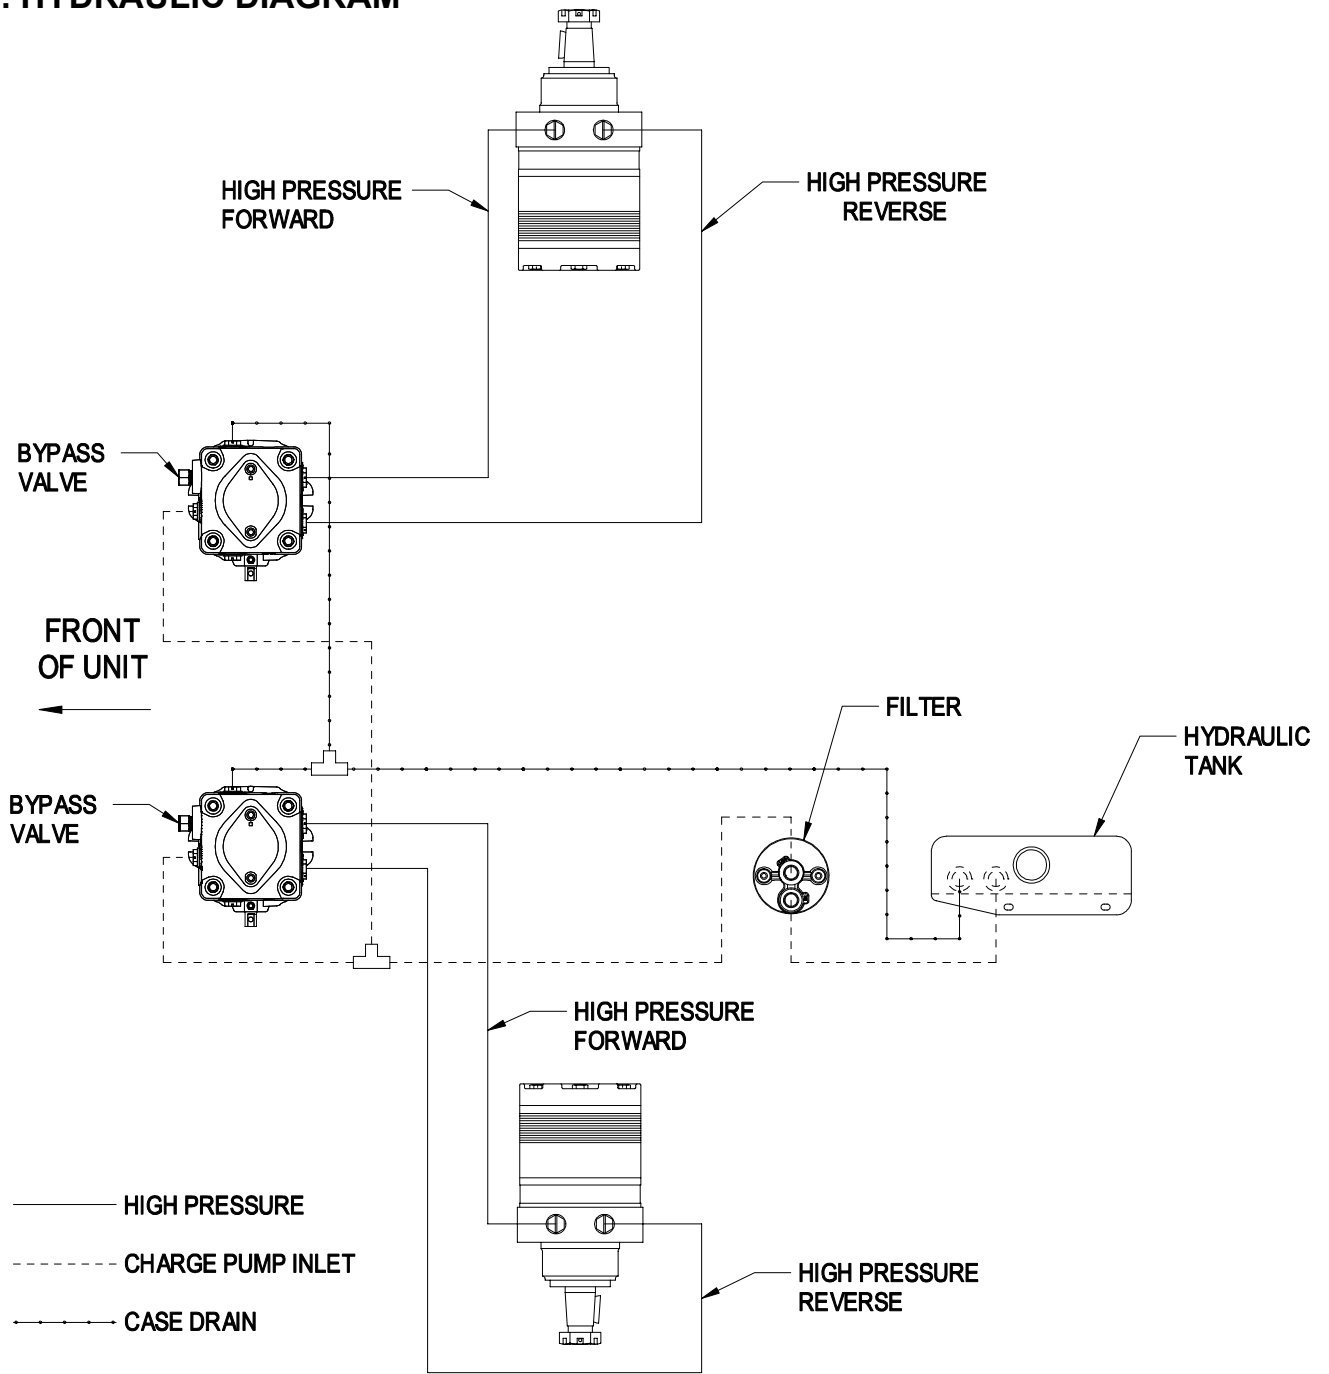 . HYDRAULIC DIAGRAM
HIGH PRESSURE
FORWARD
HIGH PRESSURE
REVERSE
BYPASS
VALVE
FRONT
OF UNIT
FILTER
HYDRAULIC
TANK
BYPASS
VALVE
HIGH PRESSURE
FORWARD
HIGH PRESSURE
CHARGE PUMP INLET
CASE DRAIN
HIGH PRESSURE
REVERSE